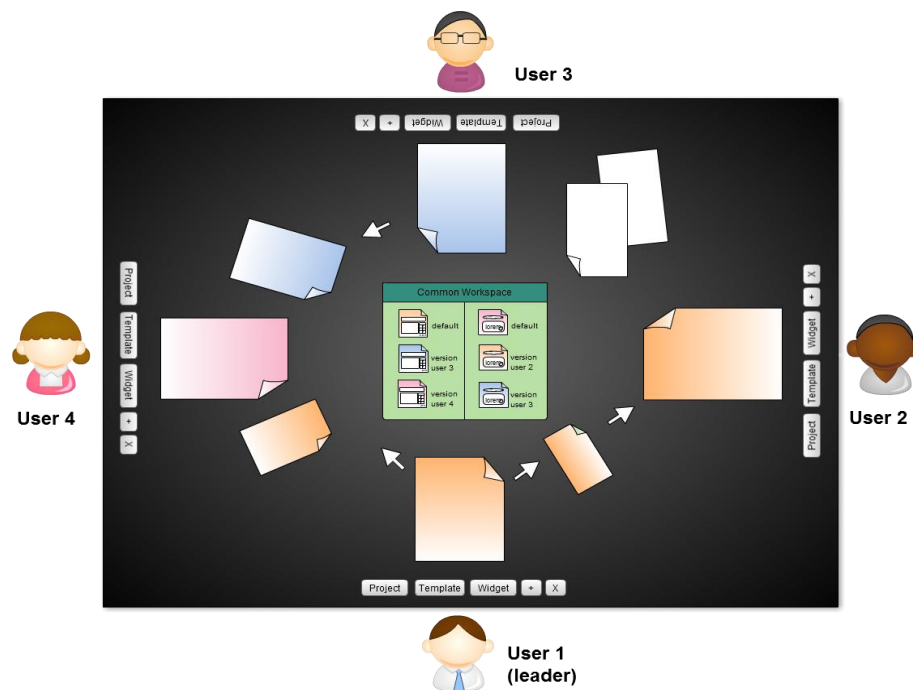 User 3
X + Widget Template Project
Common Workspace
default
default
version
user 3
version
user 2
version
user 4
version
user 3
lorem
lorem
lorem
Project
Template
Widget
+
X
User 4
X
+
Widget
Template
Project
User 2
Project Template Widget + X
User 1
(leader)